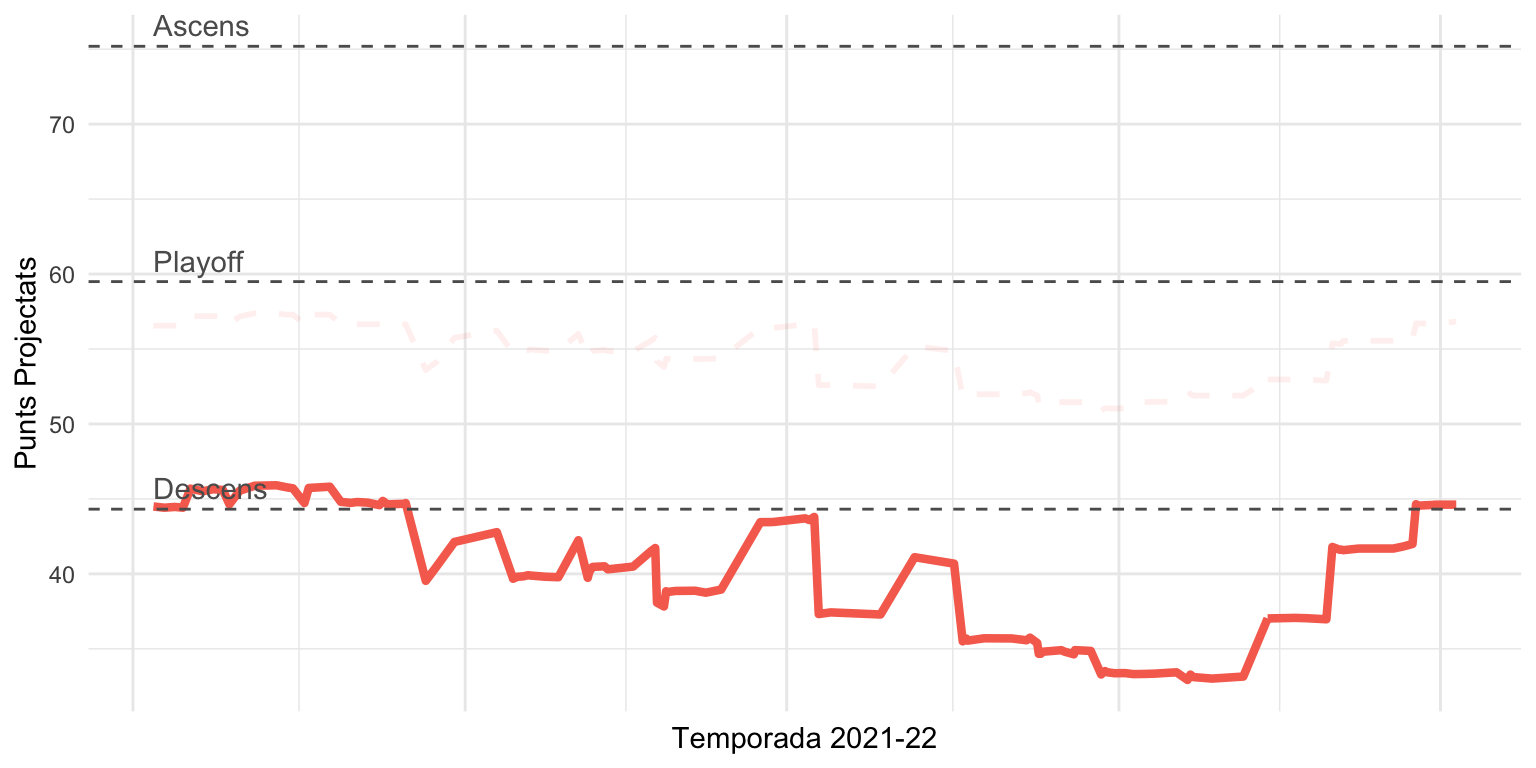 Ascens
70
Playoff
60
50
Descens
40
Punts Projectats
Temporada 2021-22